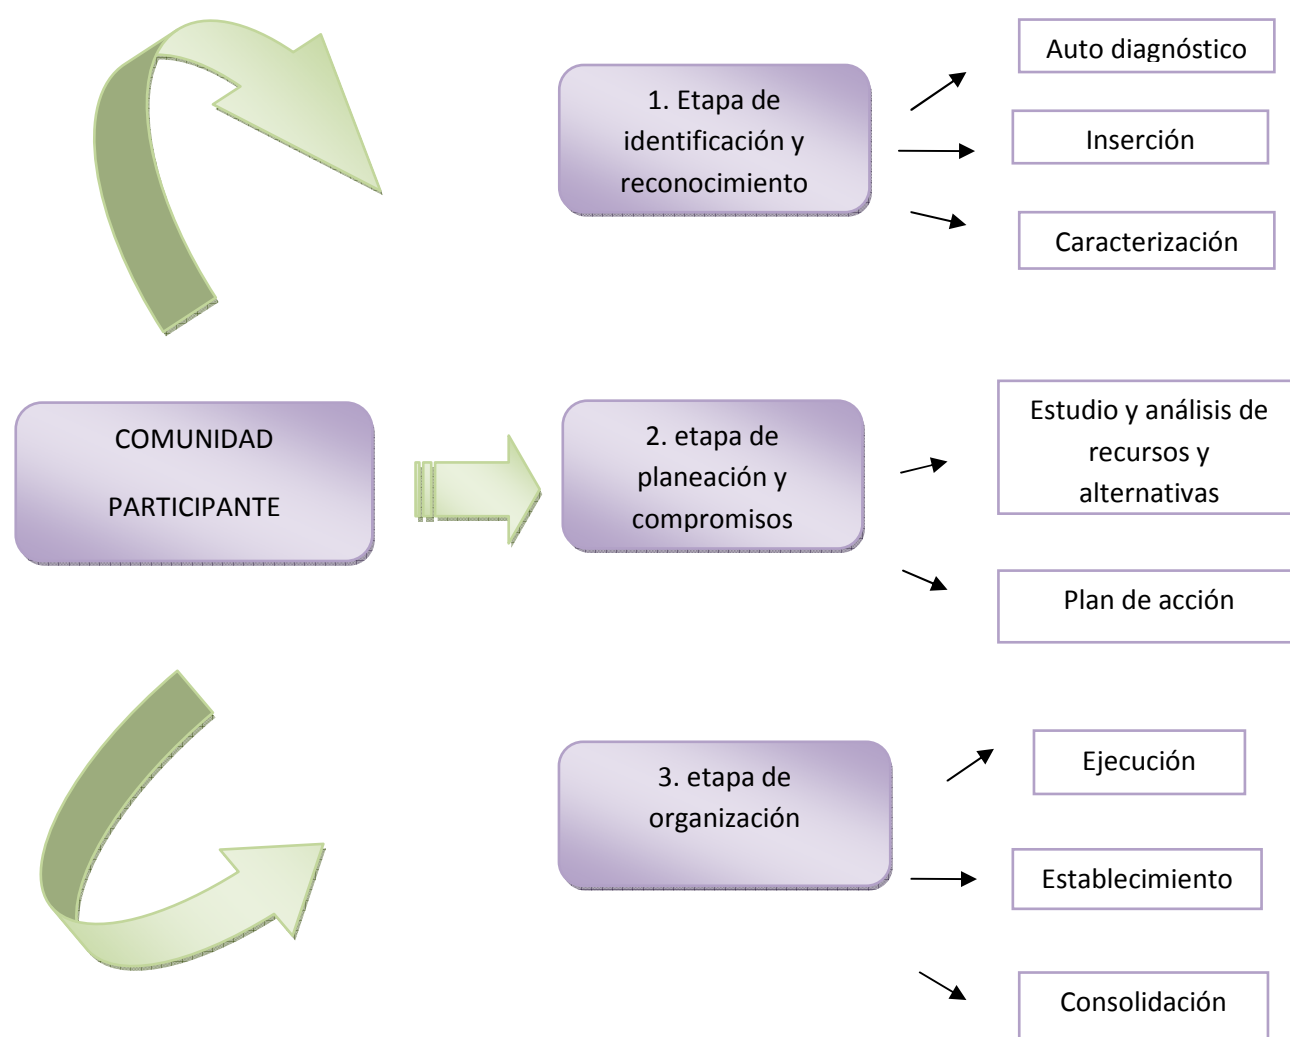 Auto diagnóstico
1. Etapa de
identificación y
reconocimiento
Inserción
Caracterización
COMUNIDAD
PARTICIPANTE
2. etapa de
planeación y
compromisos
Estudio y análisis de
recursos y
alternativas
Plan de acción
3. etapa de
organización
Ejecución
Establecimiento
Consolidación